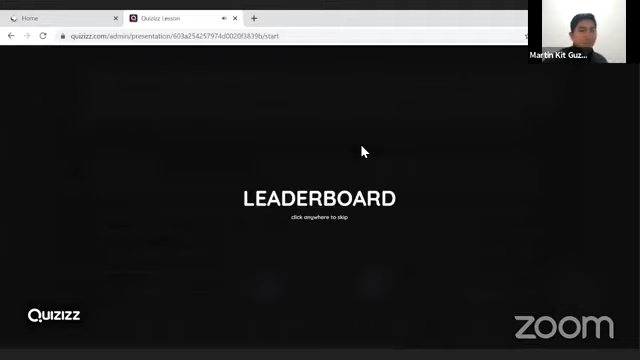 Home
Quizizz Lesson
quizizz.com/admin/presentation/603a254257974d0020f3839b/start
Martin Kit Guz...
LEADERBOARD
click anywhere to skip
Quizizz
zoom